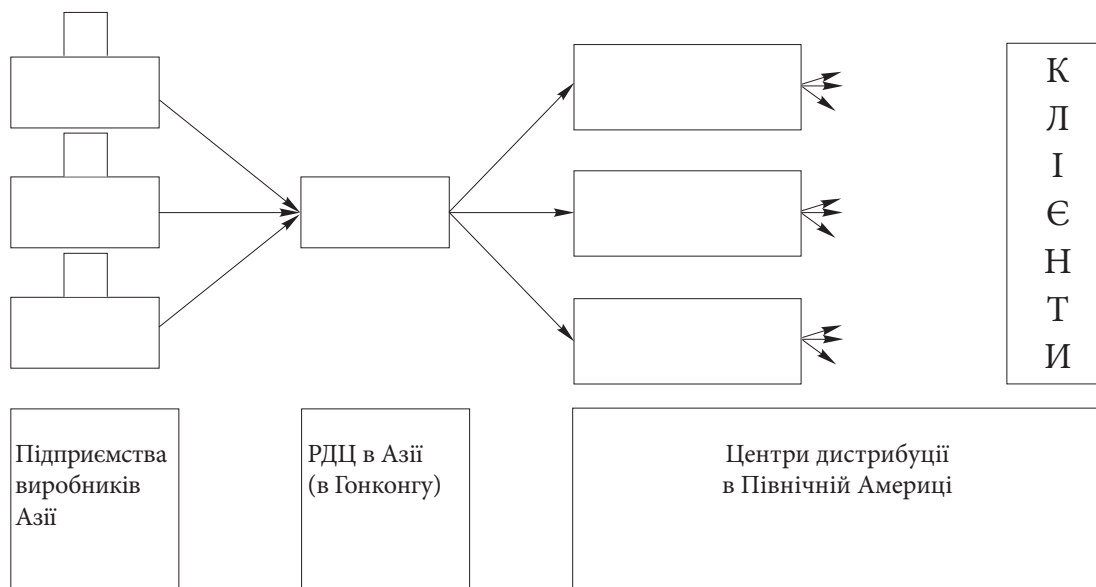 К
Л
І
Є
Н
Т
И
Підприємства
виробників
Азії
РДЦ в Азії
(в Гонконгу)
Центри дистрибуції
в Північній Америці